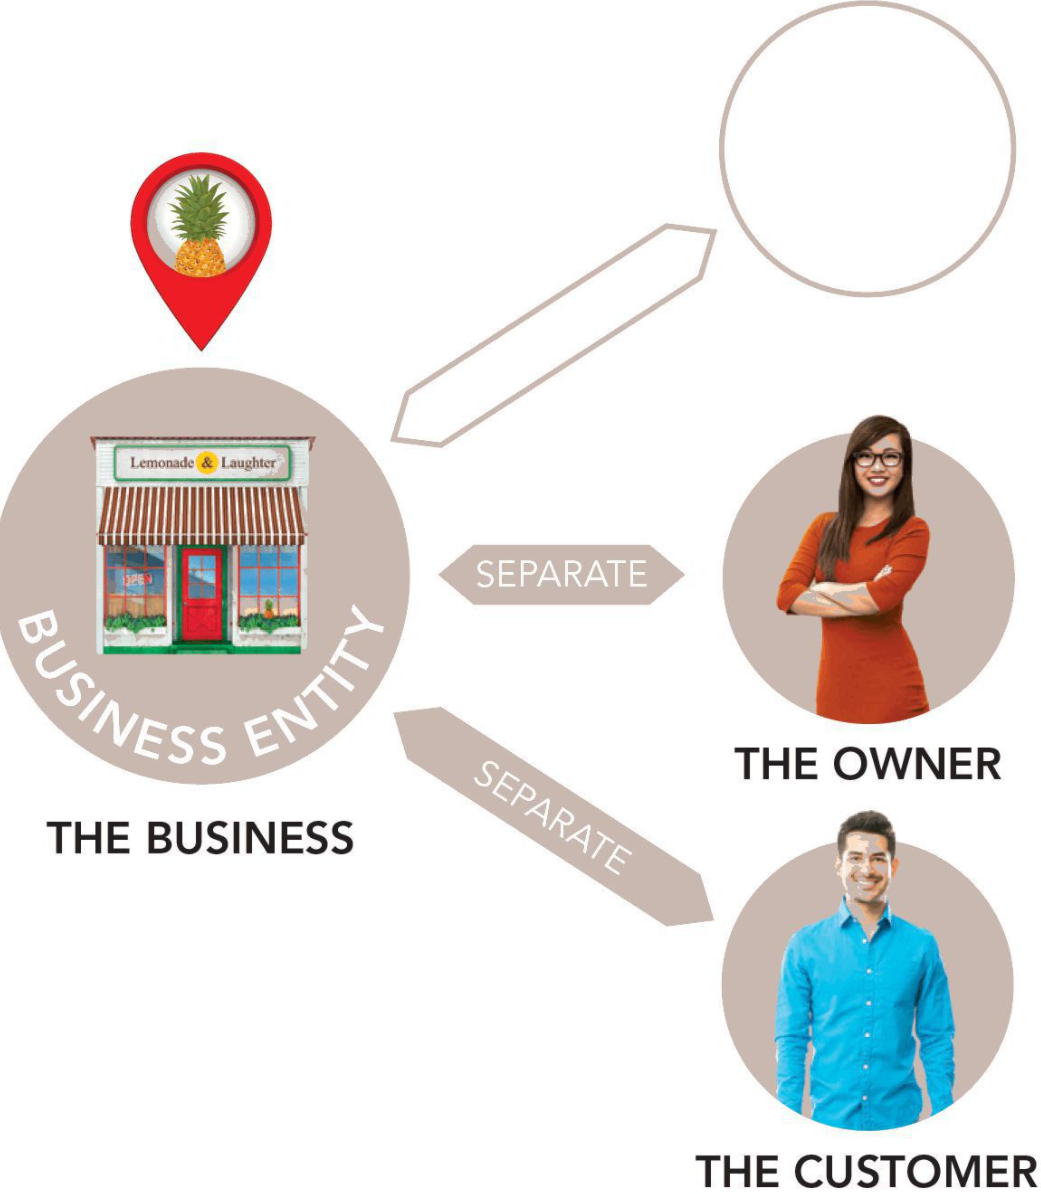 Lemonade & Laughter
OPEN
BUSINESS ENTITY
THE BUSINESS
SEPARATE
THE OWNER
SEPARATE
THE CUSTOMER